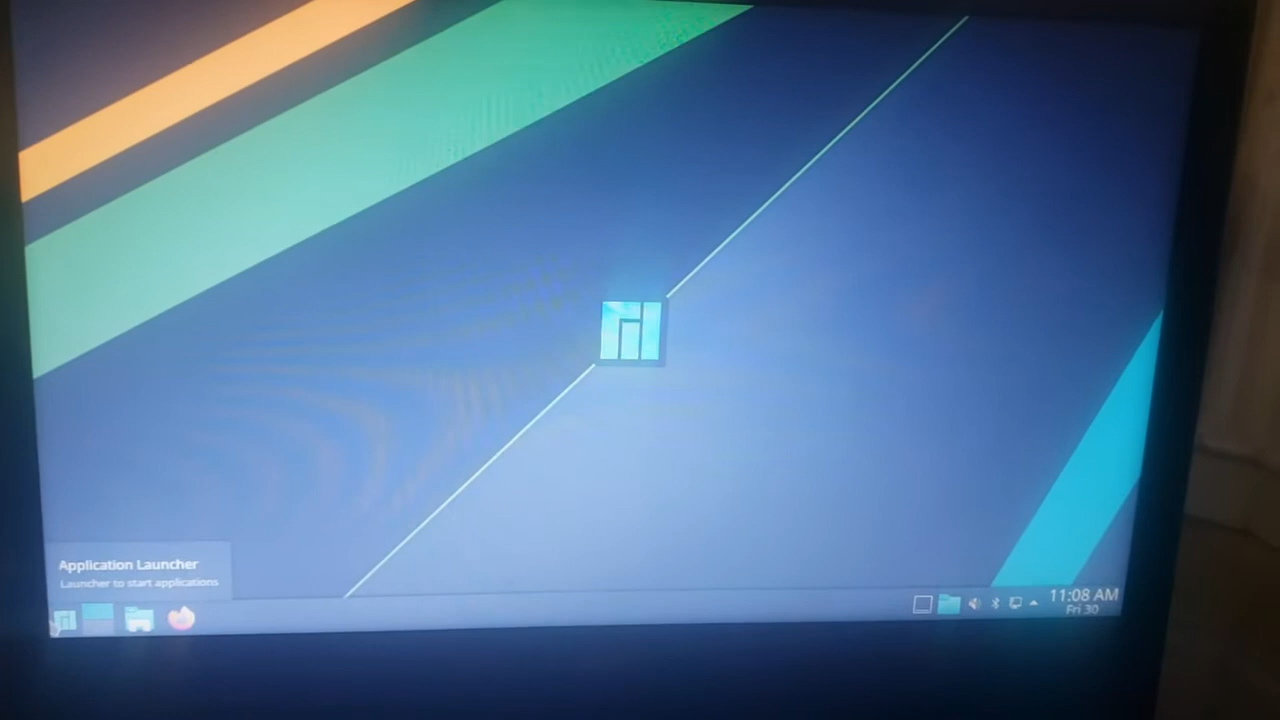 Application Launcher
Launcher to start applications
11:08 AM
Fri 30